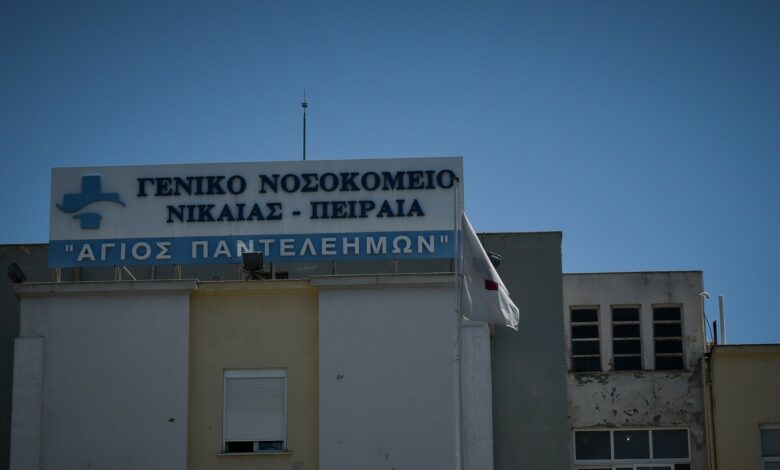 ΓΕΝΙΚΟ ΝΟΣΟΚΟΜΕΙΟ
ΝΙΚΑΙΑΣ - ΠΕΙΡΑΙΑ
"ΑΓΙΟΣ ΠΑΝΤΕΛΕΗΜΩΝ"